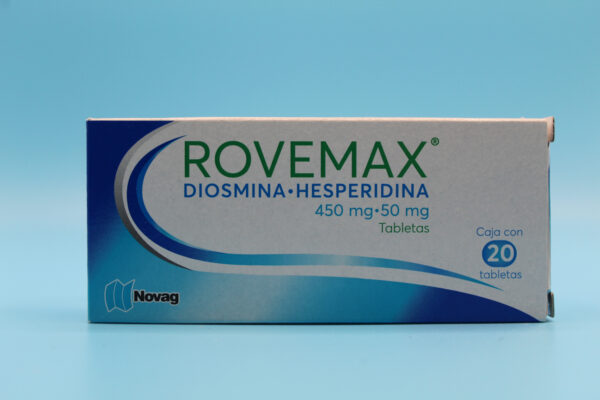 ROVEMAX®
DIOSMINA•HESPERIDINA
450 mg•50 mg
Tabletas
Caja con
20
tabletas
Novag